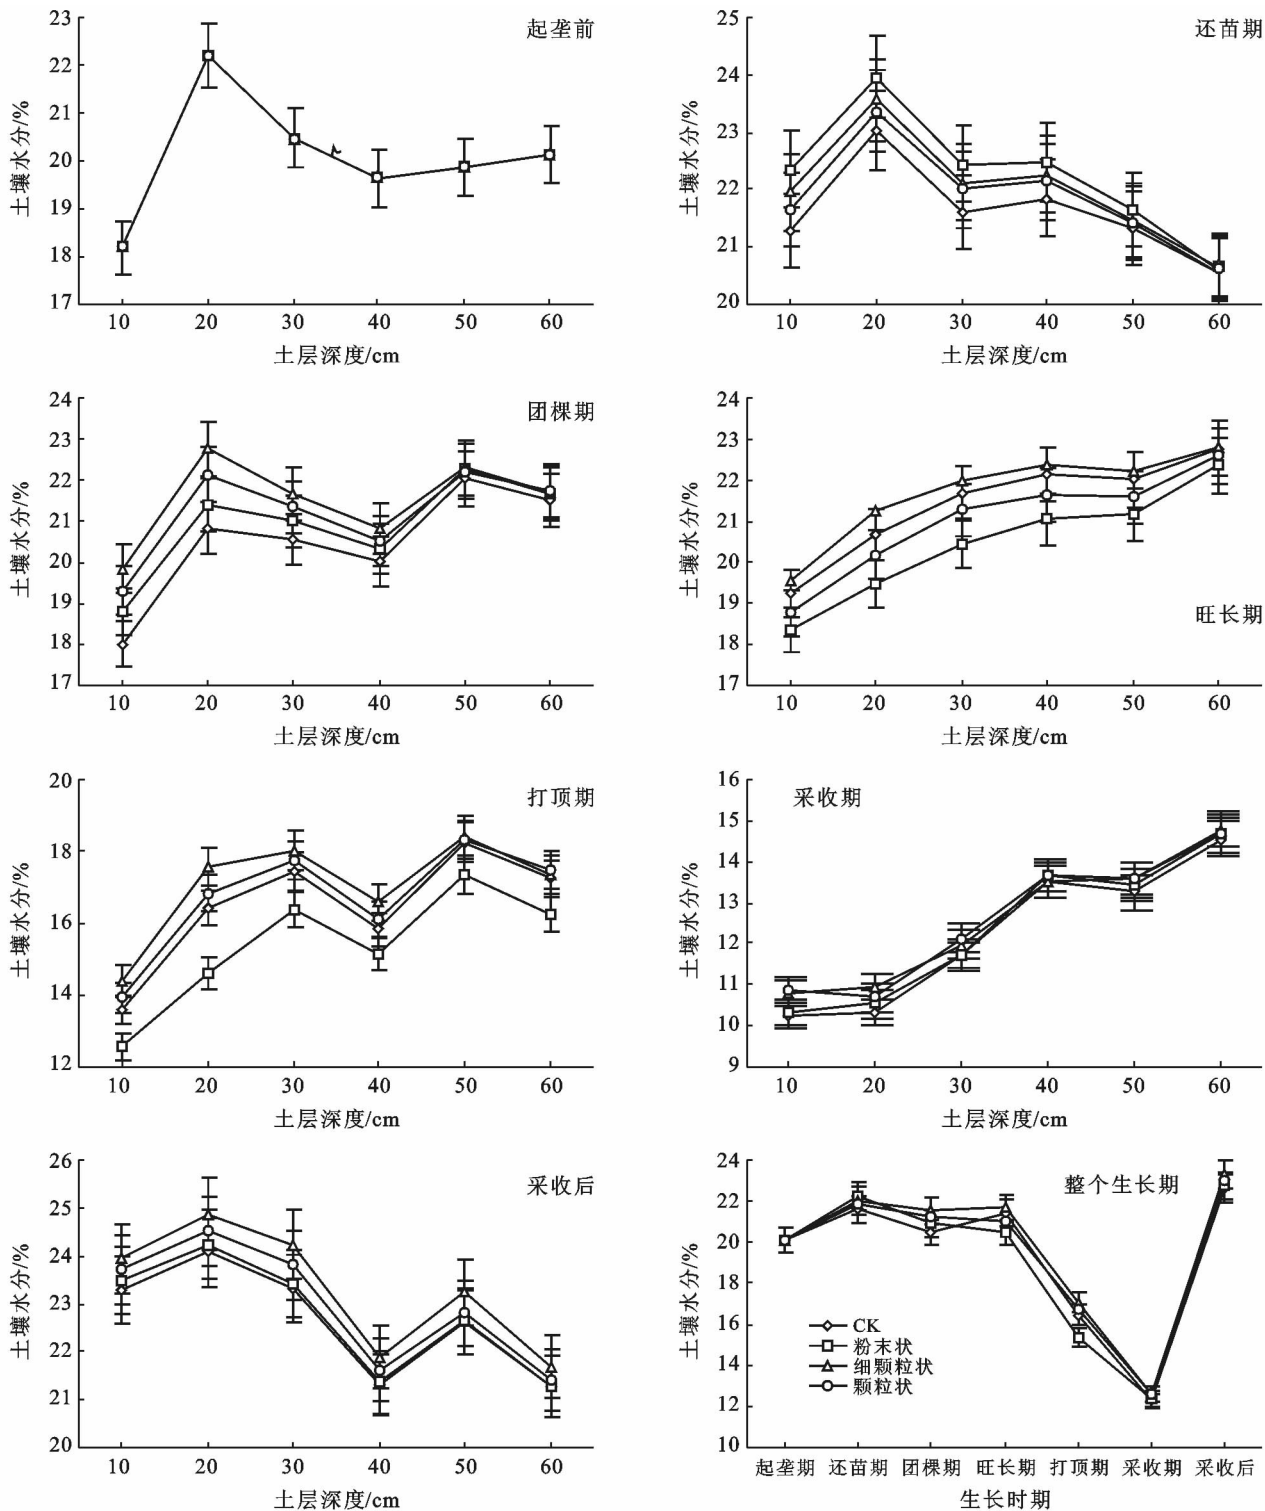 起垄前
土壤水分/%
23
22
21
20
19
18
17
10 20 30 40 50 60
土层深度/cm
还苗期
土壤水分/%
25
24
23
22
21
20
10 20 30 40 50 60
土层深度/cm
团棵期
土壤水分/%
24
23
22
21
20
19
18
17
10 20 30 40 50 60
土层深度/cm
旺长期
土壤水分/%
24
23
22
21
20
19
18
17
10 20 30 40 50 60
土层深度/cm
打顶期
土壤水分/%
20
18
16
14
12
10 20 30 40 50 60
土层深度/cm
采收期
土壤水分/%
16
15
14
13
12
11
10
9
10 20 30 40 50 60
土层深度/cm
采收后
土壤水分/%
26
25
24
23
22
21
20
10 20 30 40 50 60
土层深度/cm
整个生长期
土壤水分/%
24
22
20
18
16
14
12
10
CK
粉末状
细颗粒状
颗粒状
起垄期 还苗期 团棵期 旺长期 打顶期 采收期 采收后
生长时期